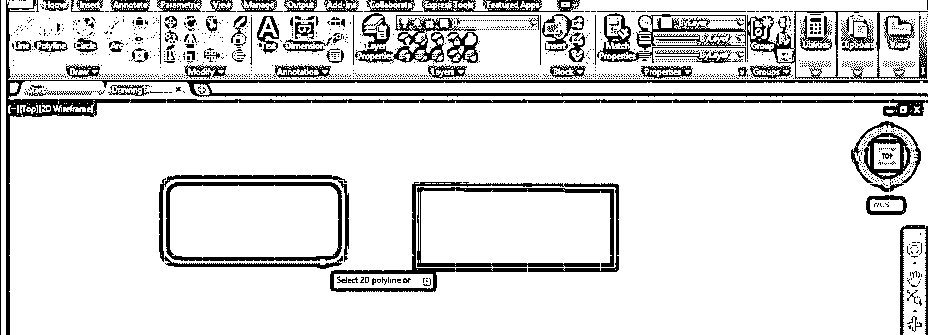 Home Insert Annotate Parametric View Manage Output Add-ins Collaborate Express Tools Featured Apps
Line Polyline Circle Arc Text Dimension Layer Properties Insert Match Properties Group Utilities Clipboard View
Draw Modify Annotation Layers Block Properties Groups
[-][Top][2D Wireframe]
TOP
WCS
Select 2D polyline or